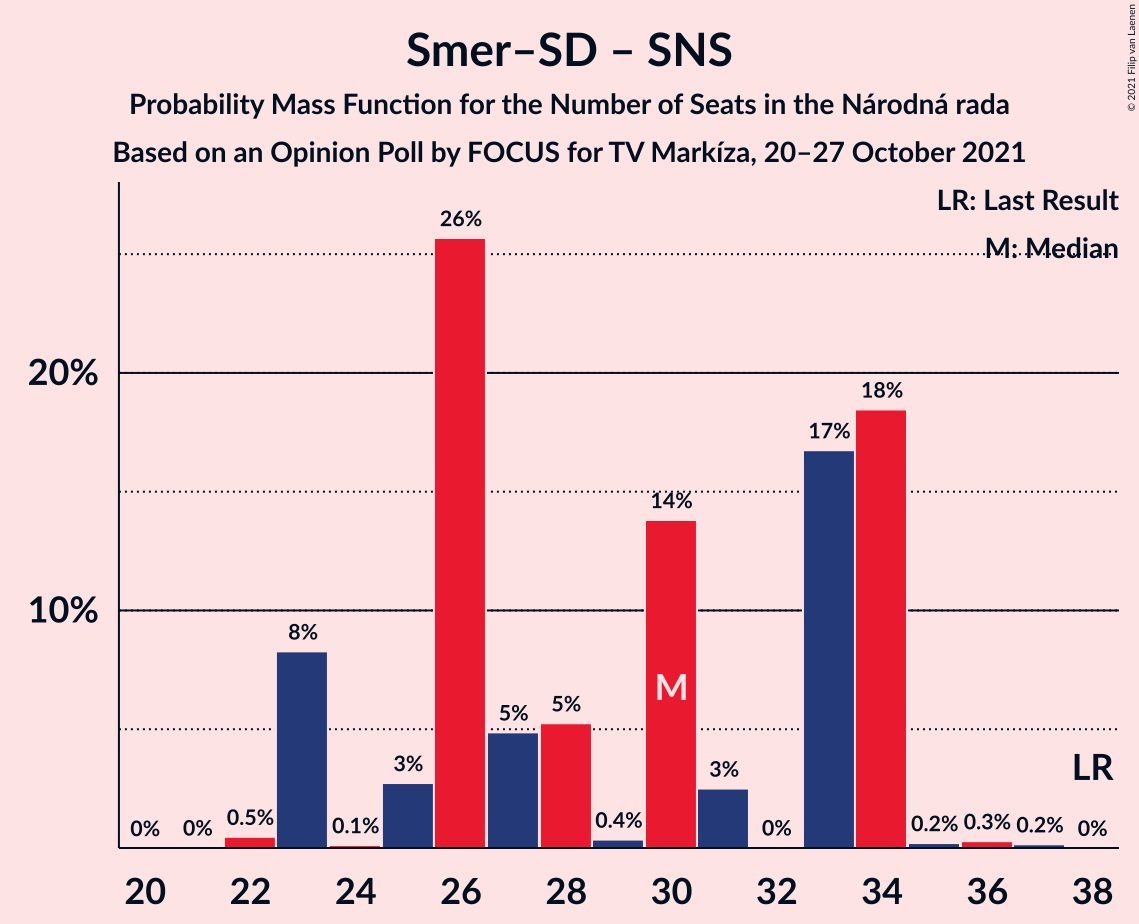 Smer–SD – SNS
Probability Mass Function for the Number of Seats in the Národná rada
Based on an Opinion Poll by FOCUS for TV Markíza, 20–27 October 2021
© 2021 Filip van Laenen
LR: Last Result
M: Median
20%
10%
0%
0%
0.5%
8%
0.1%
3%
26%
5%
5%
0.4%
14%
3%
0%
17%
18%
0.2%
0.3%
0.2%
0%
M
LR
20 22 24 26 28 30 32 34 36 38